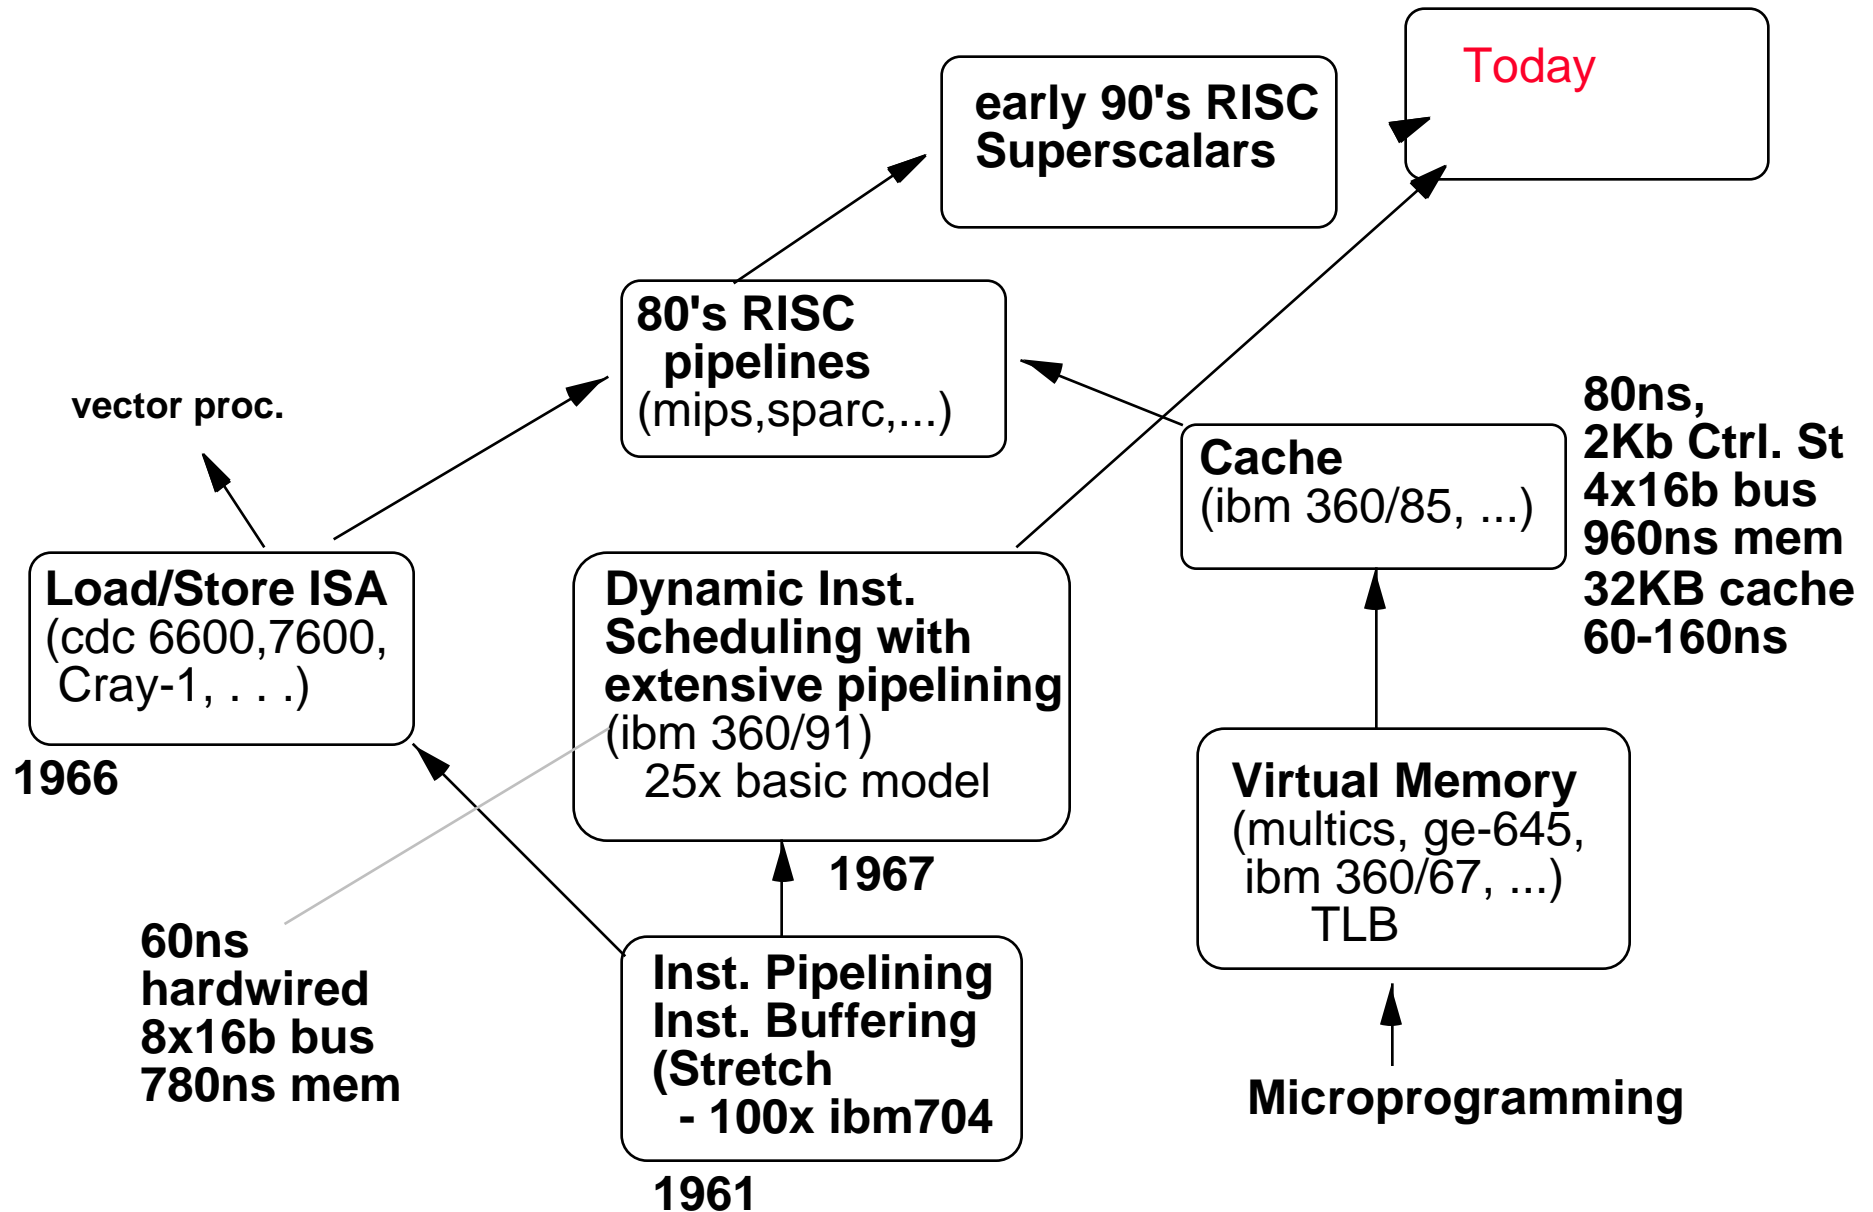 Today
early 90's RISC
Superscalars
80's RISC
pipelines
(mips,sparc,...)
vector proc.
80ns,
2Kb Ctrl. St
4x16b bus
960ns mem
32KB cache
60-160ns
Cache
(ibm 360/85, ...)
Load/Store ISA
(cdc 6600,7600,
Cray-1, . . .)
1966
Dynamic Inst.
Scheduling with
extensive pipelining
(ibm 360/91)
25x basic model
1967
Virtual Memory
(multics, ge-645,
ibm 360/67, ...)
TLB
60ns
hardwired
8x16b bus
780ns mem
Inst. Pipelining
Inst. Buffering
(Stretch
- 100x ibm704
1961
Microprogramming